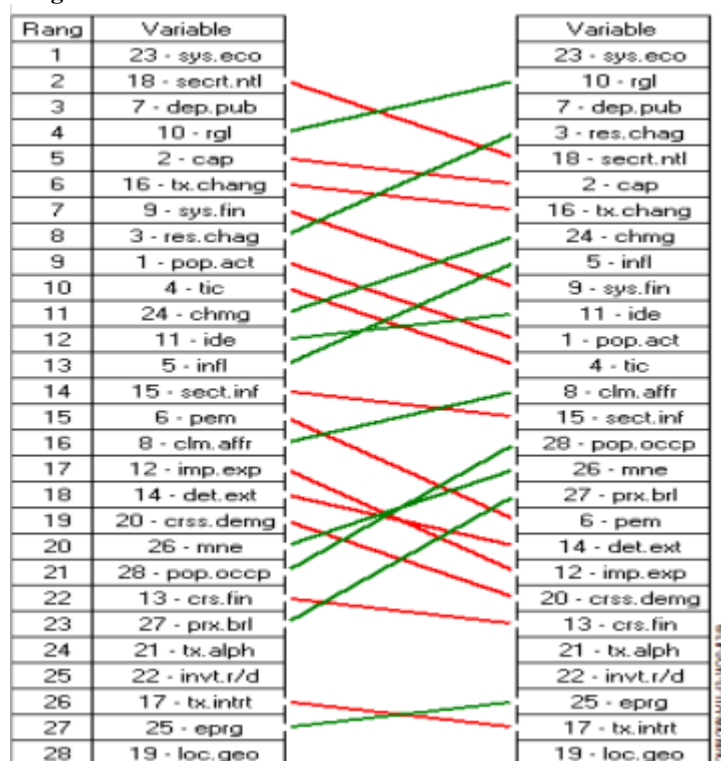 Rang Variable Variable
1 23 - sys.eco 23 - sys.eco
2 18 - secrt.ntl 10 - rgl
3 7 - dep.pub 7 - dep.pub
4 10 - rgl 3 - res.chag
5 2 - cap 18 - secrt.ntl
6 16 - tx.chang 2 - cap
7 9 - sys.fin 16 - tx.chang
8 3 - res.chag 24 - chmg
9 1 - pop.act 5 - infl
10 4 - tic 9 - sys.fin
11 24 - chmg 11 - ide
12 11 - ide 1 - pop.act
13 5 - infl 4 - tic
14 15 - sect.inf 8 - clm.affr
15 6 - pem 15 - sect.inf
16 8 - clm.affr 28 - pop.occp
17 12 - imp.exp 26 - mne
18 14 - det.ext 27 - prx.brl
19 20 - crss.demg 6 - pem
20 26 - mne 14 - det.ext
21 28 - pop.occp 12 - imp.exp
22 13 - crs.fin 20 - crss.demg
23 27 - prx.brl 13 - crs.fin
24 21 - tx.alph 21 - tx.alph
25 22 - invt.r/d 22 - invt.r/d
26 17 - tx.intrt 25 - eprg
27 25 - eprg 17 - tx.intrt
28 19 - loc.geo 19 - loc.geo